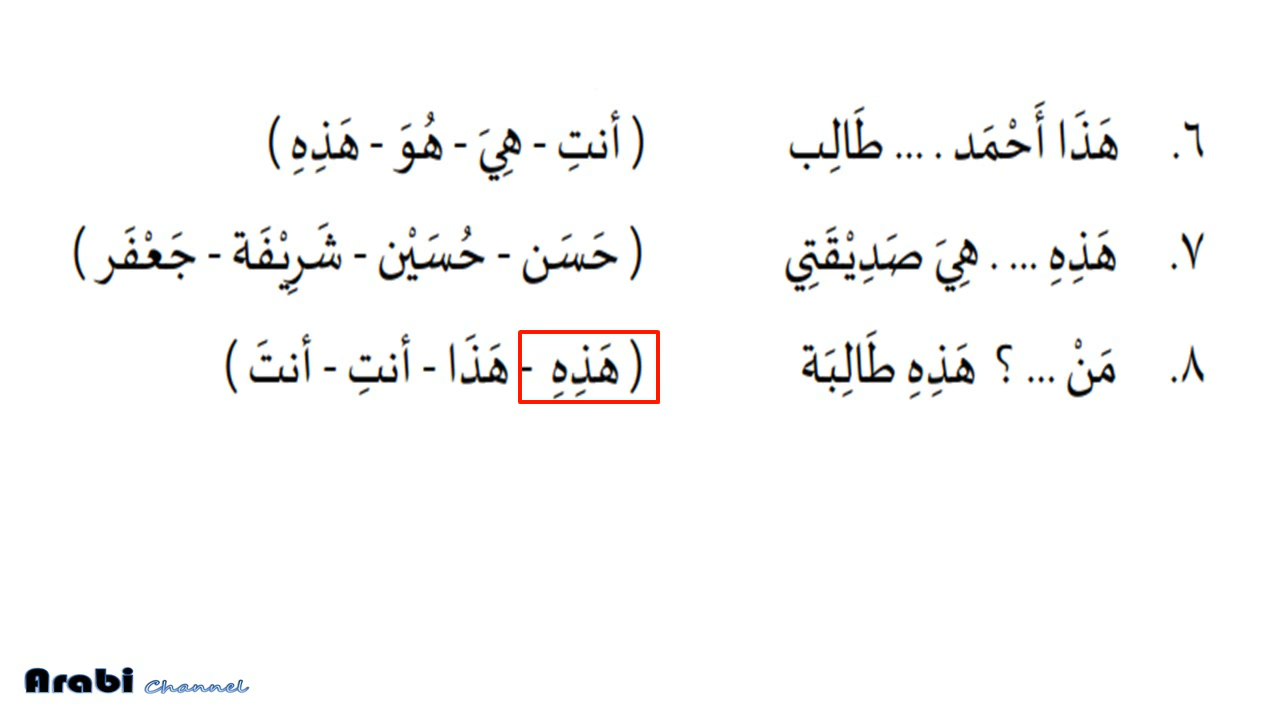 ٦. هَذَا أَحْمَد . ... طَالِب ( أنتِ - هِيَ - هُوَ - هَذِهِ )
٧. هَذِهِ ... . هِيَ صَدِيْقَتِي ( حَسَن - حُسَيْن - شَرِيْفَة - جَعْفَر )
٨. مَنْ ... ؟ هَذِهِ طَالِبَة ( هَذِهِ - هَذَا - أنتِ - أنتَ )
Arabi Channel